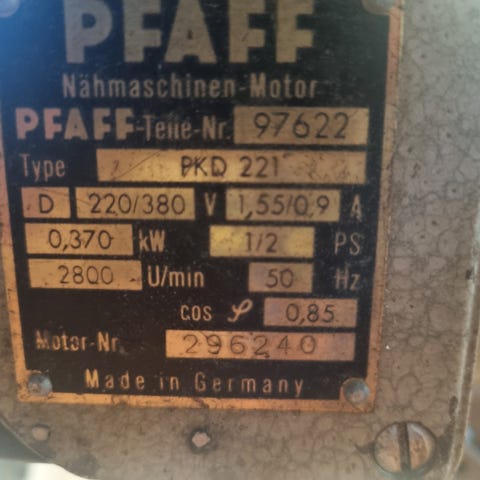 PFAFF
Nähmaschinen-Motor
PFAFF-Teile-Nr. 97622
Type PKD 221
D 220/380 V 1,55/0,9 A
0,370 kW 1/2 PS
2800 U/min 50 Hz
cos φ 0,85
Motor-Nr. 296240
Made in Germany